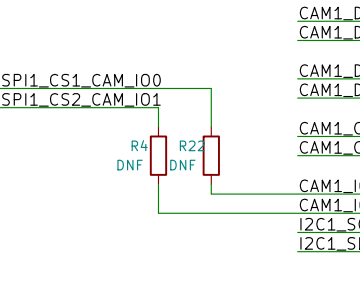 SPI1_CS1_CAM_IO0
SPI1_CS2_CAM_IO1
R4 R22
DNF DNF
CAM1_D
CAM1_D
CAM1_D
CAM1_D
CAM1_C
CAM1_C
CAM1_I
CAM1_I
I2C1_S
I2C1_S